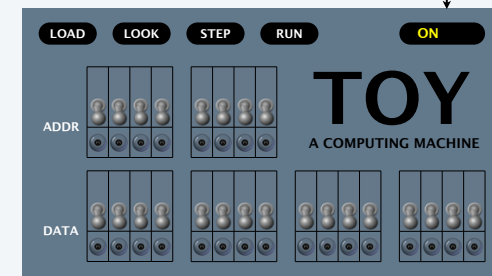 LOAD LOOK STEP RUN ON
TOY
A COMPUTING MACHINE
ADDR
DATA